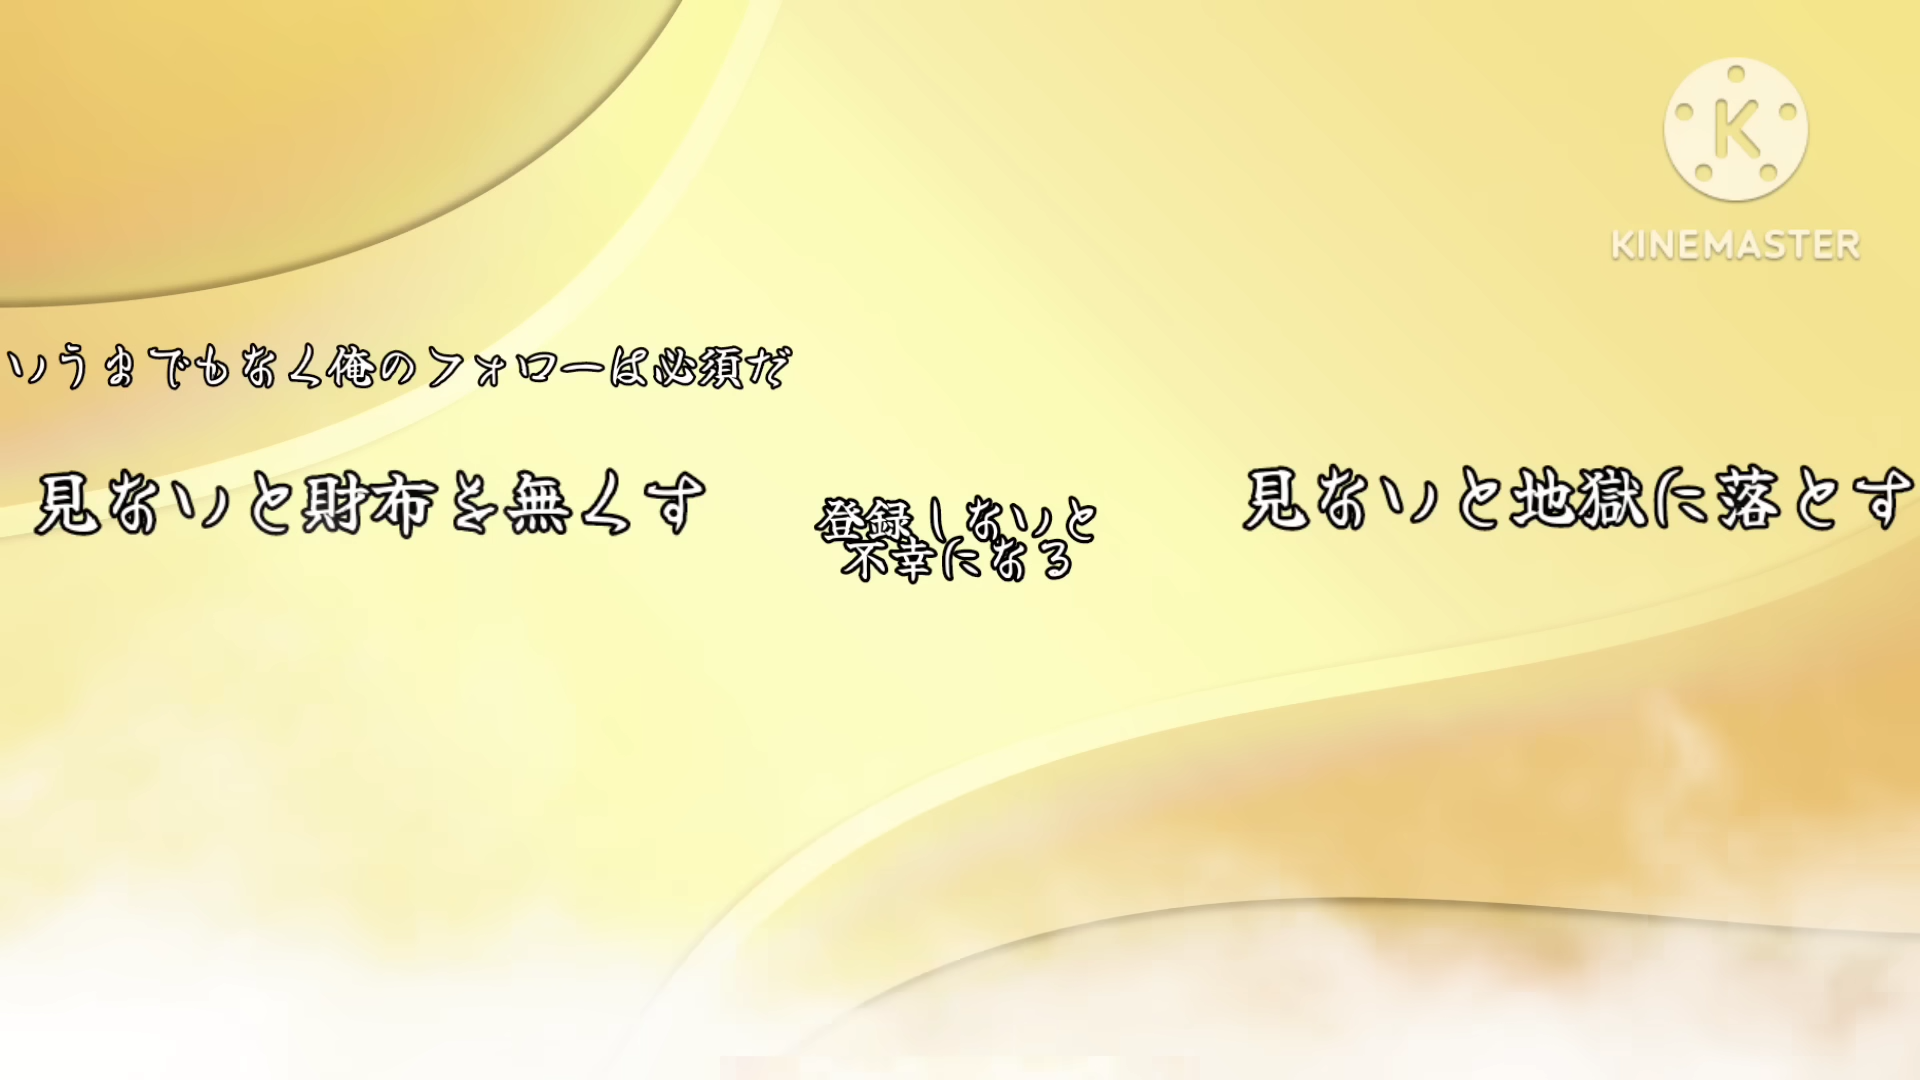 KINEMASTER
いうまでもなく俺のフォローは必須だ
見ないと財布を無くす
登録しないと
不幸になる
見ないと地獄に落とす